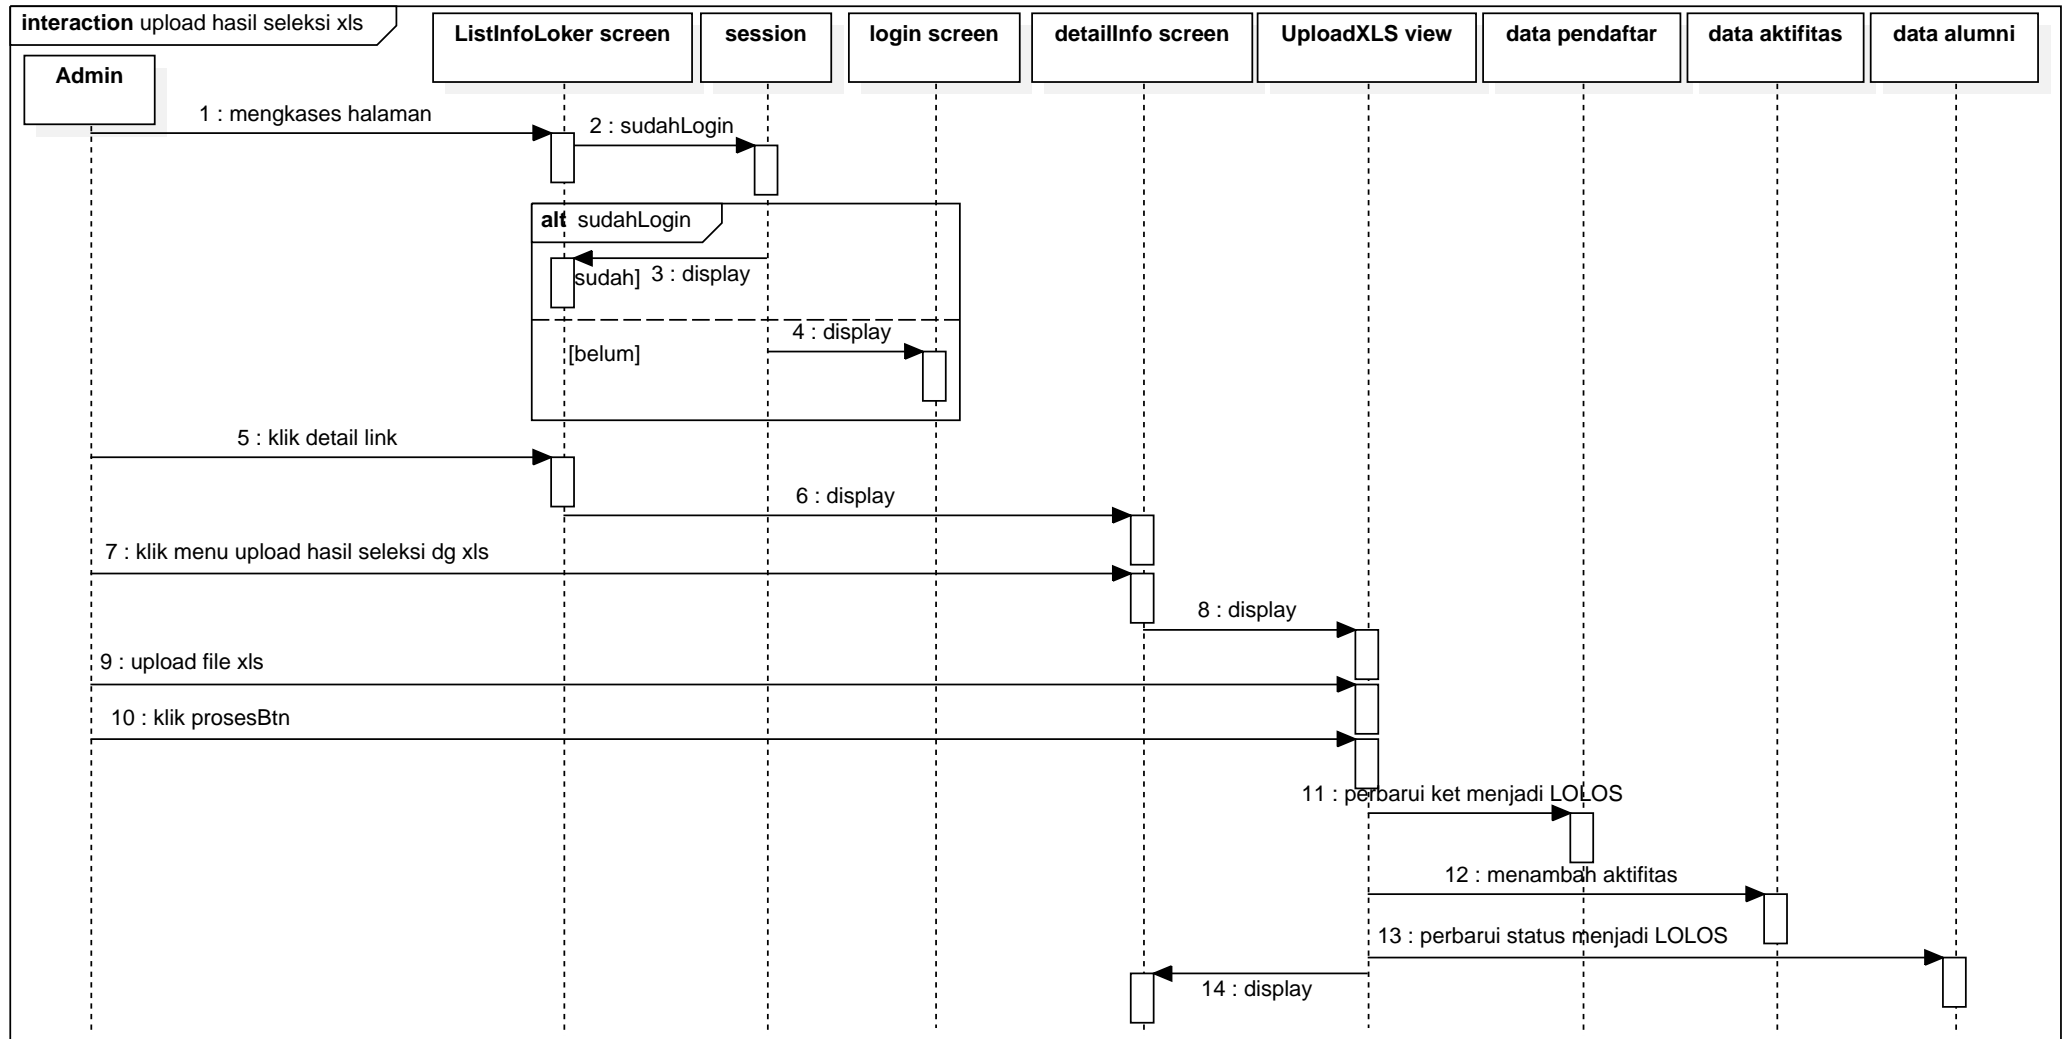 interaction upload hasil seleksi xls
Admin
ListInfoLoker screen
session
login screen
detailInfo screen
UploadXLS view
data pendaftar
data aktifitas
data alumni
1 : mengkases halaman
2 : sudahLogin
alt sudahLogin
sudah]
3 : display
4 : display
[belum]
5 : klik detail link
6 : display
7 : klik menu upload hasil seleksi dg xls
8 : display
9 : upload file xls
10 : klik prosesBtn
11 : perbarui ket menjadi LOLOS
12 : menambah aktifitas
13 : perbarui status menjadi LOLOS
14 : display